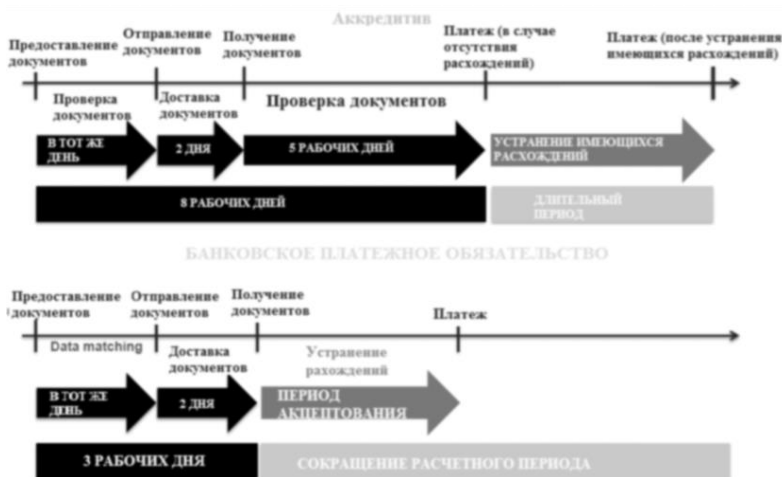 Аккредитив
Предоставление
документов
Отправление
документов
Получение
документов
Платеж (в случае
отсутствия
расхождений)
Платеж (после устранения
имеющихся расхождений)
Проверка
документов
Доставка
документов
Проверка документов
В ТОТ ЖЕ
ДЕНЬ
2 ДНЯ
5 РАБОЧИХ ДНЕЙ
УСТРАНЕНИЕ ИМЕЮЩИХСЯ
РАСХОЖДЕНИЙ
8 РАБОЧИХ ДНЕЙ
ДЛИТЕЛЬНЫЙ
ПЕРИОД
БАНКОВСКОЕ ПЛАТЕЖНОЕ ОБЯЗАТЕЛЬСТВО
Предоставление
документов
Отправление
документов
Получение
документов
Платеж
Data matching
Доставка
документов
Устранение
рахождений
В ТОТ ЖЕ
ДЕНЬ
2 ДНЯ
ПЕРИОД
АКЦЕПТОВАНИЯ
3 РАБОЧИХ ДНЯ
СОКРАЩЕНИЕ РАСЧЕТНОГО ПЕРИОДА